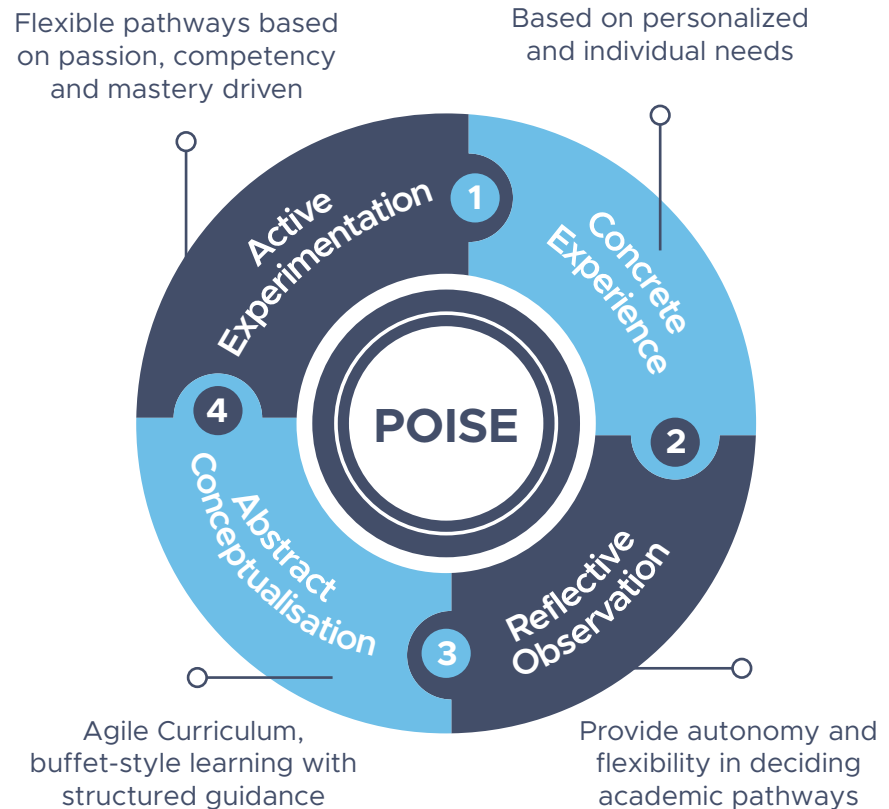 Flexible pathways based
on passion, competency
and mastery driven
Based on personalized
and individual needs
Active
Experimentation
1
Concrete
Experience
4
POISE
2
Abstract
Conceptualisation
3
Reflective
Observation
Agile Curriculum,
buffet-style learning with
structured guidance
Provide autonomy and
flexibility in deciding
academic pathways